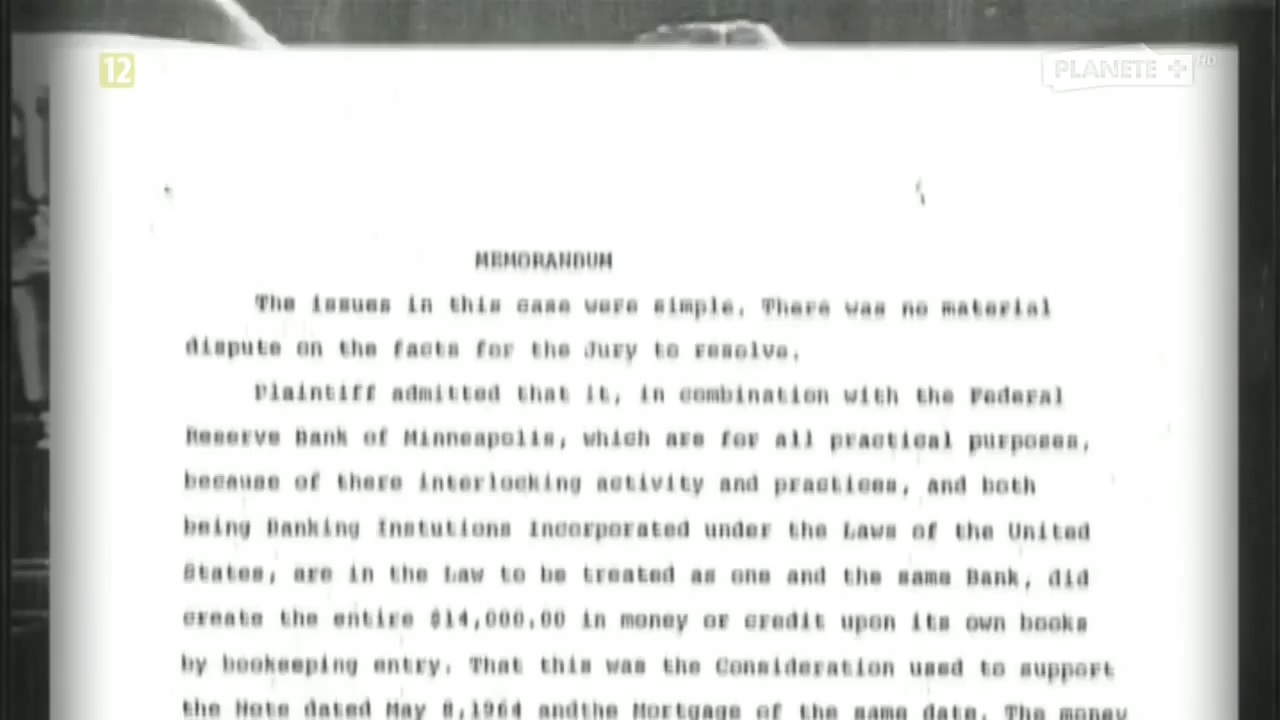 12
PLANETE + HD
MEMORANDUM
The issues in this case were simple. There was no material
dispute on the facts for the Jury to resolve.
Plaintiff admitted that it, in combination with the Federal
Reserve Bank of Minneapolis, which are for all practical purposes,
because of there interlocking activity and practices, and both
being Banking Instutions Incorporated under the Laws of the United
States, are in the Law to be treated as one and the same Bank, did
create the entire $14,000.00 in money or credit upon its own books
by bookeeping entry. That this was the Consideration used to support
the Note dated May 8,1964 andthe Mortgage of the same date. The money